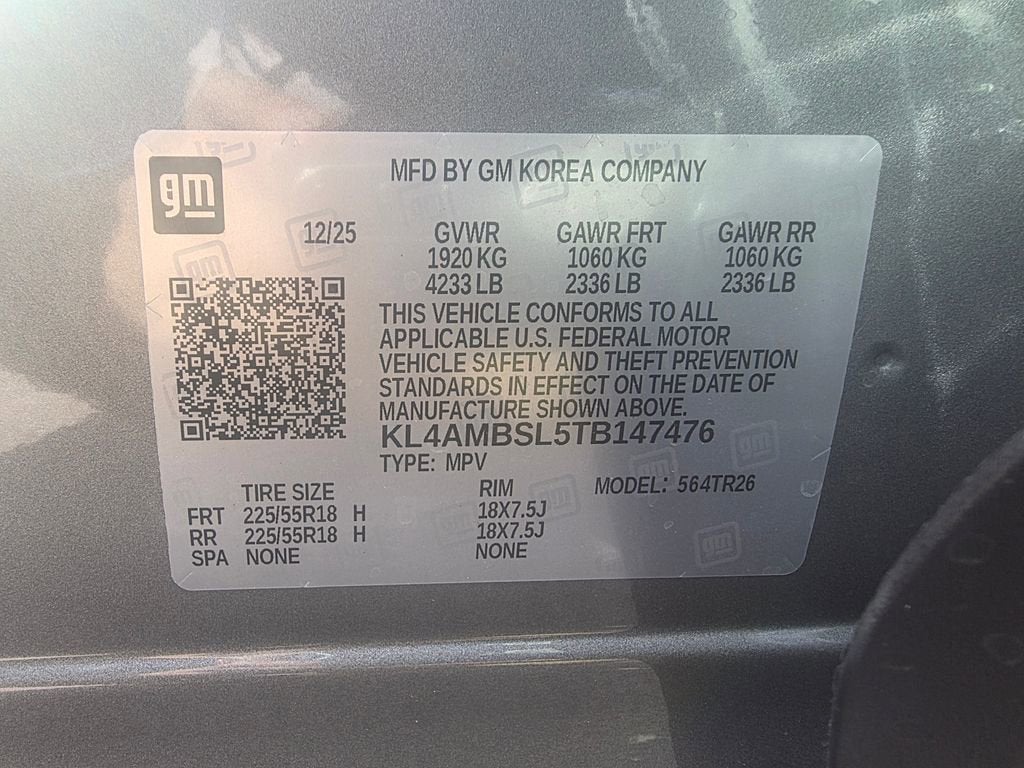 gm
MFD BY GM KOREA COMPANY
12/25 GVWR GAWR FRT GAWR RR
1920 KG 1060 KG 1060 KG
4233 LB 2336 LB 2336 LB
THIS VEHICLE CONFORMS TO ALL
APPLICABLE U.S. FEDERAL MOTOR
VEHICLE SAFETY AND THEFT PREVENTION
STANDARDS IN EFFECT ON THE DATE OF
MANUFACTURE SHOWN ABOVE.
KL4AMBSL5TB147476
TYPE: MPV
TIRE SIZE RIM MODEL: 564TR26
FRT 225/55R18 H 18X7.5J
RR 225/55R18 H 18X7.5J
SPA NONE NONE